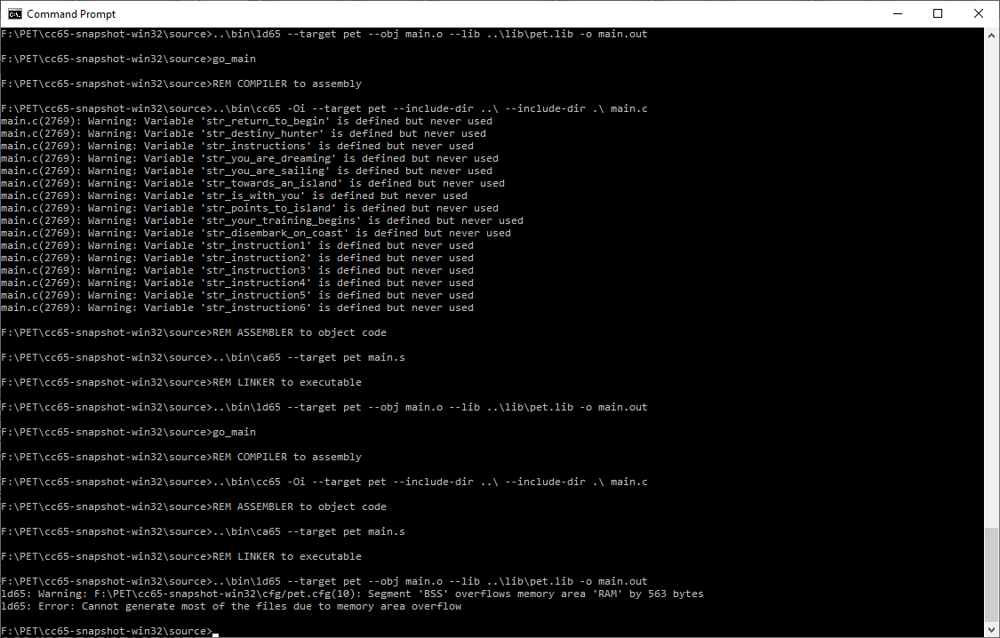 Command Prompt
F:\PET\cc65-snapshot-win32\source>..\bin\ld65 --target pet --obj main.o --lib ..\lib\pet.lib -o main.out
F:\PET\cc65-snapshot-win32\source>go_main
F:\PET\cc65-snapshot-win32\source>REM COMPILER to assembly
F:\PET\cc65-snapshot-win32\source>..\bin\cc65 -Oi --target pet --include-dir ..\ --include-dir .\ main.c
main.c(2769): Warning: Variable 'str_return_to_begin' is defined but never used
main.c(2769): Warning: Variable 'str_destiny_hunter' is defined but never used
main.c(2769): Warning: Variable 'str_instructions' is defined but never used
main.c(2769): Warning: Variable 'str_you_are_dreaming' is defined but never used
main.c(2769): Warning: Variable 'str_you_are_sailing' is defined but never used
main.c(2769): Warning: Variable 'str_towards_an_island' is defined but never used
main.c(2769): Warning: Variable 'str_is_with_you' is defined but never used
main.c(2769): Warning: Variable 'str_points_to_island' is defined but never used
main.c(2769): Warning: Variable 'str_your_training_begins' is defined but never used
main.c(2769): Warning: Variable 'str_disembark_on_coast' is defined but never used
main.c(2769): Warning: Variable 'str_instruction1' is defined but never used
main.c(2769): Warning: Variable 'str_instruction2' is defined but never used
main.c(2769): Warning: Variable 'str_instruction3' is defined but never used
main.c(2769): Warning: Variable 'str_instruction4' is defined but never used
main.c(2769): Warning: Variable 'str_instruction5' is defined but never used
main.c(2769): Warning: Variable 'str_instruction6' is defined but never used
F:\PET\cc65-snapshot-win32\source>REM ASSEMBLER to object code
F:\PET\cc65-snapshot-win32\source>..\bin\ca65 --target pet main.s
F:\PET\cc65-snapshot-win32\source>REM LINKER to executable
F:\PET\cc65-snapshot-win32\source>..\bin\ld65 --target pet --obj main.o --lib ..\lib\pet.lib -o main.out
F:\PET\cc65-snapshot-win32\source>go_main
F:\PET\cc65-snapshot-win32\source>REM COMPILER to assembly
F:\PET\cc65-snapshot-win32\source>..\bin\cc65 -Oi --target pet --include-dir ..\ --include-dir .\ main.c
F:\PET\cc65-snapshot-win32\source>REM ASSEMBLER to object code
F:\PET\cc65-snapshot-win32\source>..\bin\ca65 --target pet main.s
F:\PET\cc65-snapshot-win32\source>REM LINKER to executable
F:\PET\cc65-snapshot-win32\source>..\bin\ld65 --target pet --obj main.o --lib ..\lib\pet.lib -o main.out
ld65: Warning: F:\PET\cc65-snapshot-win32\cfg/pet.cfg(10): Segment 'BSS' overflows memory area 'RAM' by 563 bytes
ld65: Error: Cannot generate most of the files due to memory area overflow
F:\PET\cc65-snapshot-win32\source>